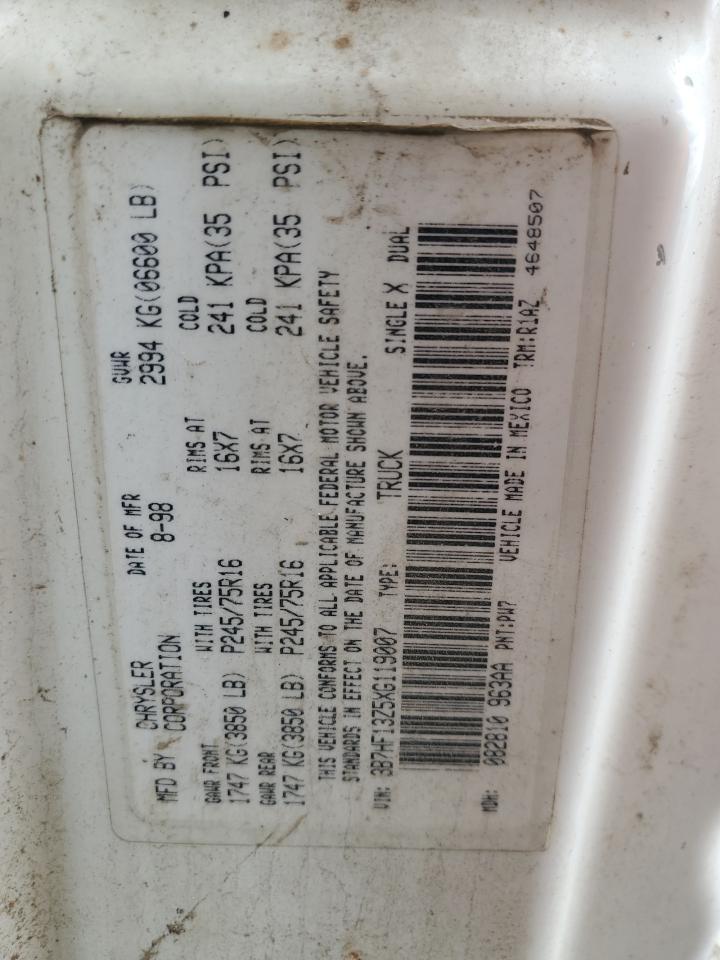 MFD BY CHRYSLER CORPORATION DATE OF MFR 8-98 GVWR 2994 KG(06600 LB)
GAWR FRONT WITH TIRES RIMS AT COLD
1747 KG(3850 LB) P245/75R16 16X7 241 KPA(35 PSI)
GAWR REAR WITH TIRES RIMS AT COLD
1747 KG(3850 LB) P245/75R16 16X7 241 KPA(35 PSI)
THIS VEHICLE CONFORMS TO ALL APPLICABLE FEDERAL MOTOR VEHICLE SAFETY
STANDARDS IN EFFECT ON THE DATE OF MANUFACTURE SHOWN ABOVE.
VIN: 3B7HF13Z5XG119007 TYPE: TRUCK SINGLE X DUAL
MDH: 082810 963AA PNT:PW7 VEHICLE MADE IN MEXICO TRM:R1AZ
4648507